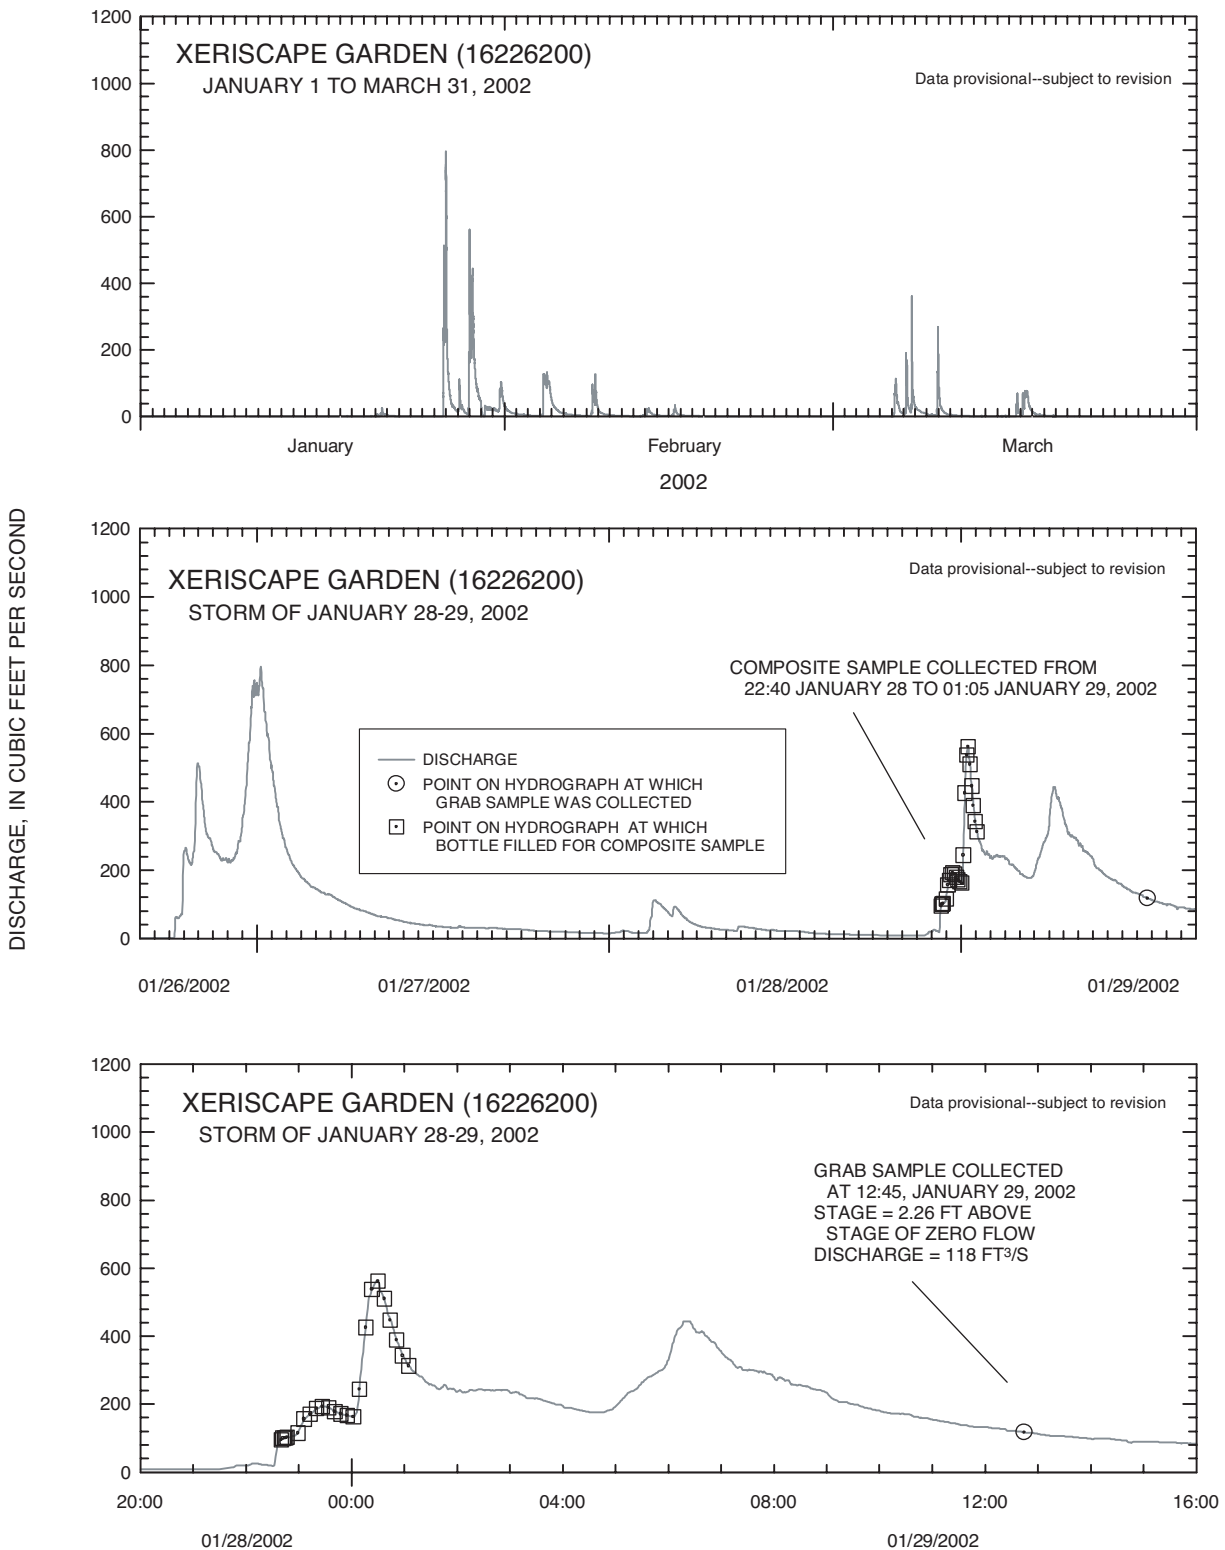 DISCHARGE, IN CUBIC FEET PER SECOND
1200
1000
800
600
400
200
0
XERISCAPE GARDEN (16226200)
JANUARY 1 TO MARCH 31, 2002
Data provisional--subject to revision
January
February
March
2002
1200
1000
800
600
400
200
0
XERISCAPE GARDEN (16226200)
STORM OF JANUARY 28-29, 2002
Data provisional--subject to revision
COMPOSITE SAMPLE COLLECTED FROM
22:40 JANUARY 28 TO 01:05 JANUARY 29, 2002
DISCHARGE
POINT ON HYDROGRAPH AT WHICH
GRAB SAMPLE WAS COLLECTED
POINT ON HYDROGRAPH AT WHICH
BOTTLE FILLED FOR COMPOSITE SAMPLE
01/26/2002
01/27/2002
01/28/2002
01/29/2002
1200
1000
800
600
400
200
0
XERISCAPE GARDEN (16226200)
STORM OF JANUARY 28-29, 2002
Data provisional--subject to revision
GRAB SAMPLE COLLECTED
AT 12:45, JANUARY 29, 2002
STAGE = 2.26 FT ABOVE
STAGE OF ZERO FLOW
DISCHARGE = 118 FT³/S
20:00
00:00
04:00
08:00
12:00
16:00
01/28/2002
01/29/2002